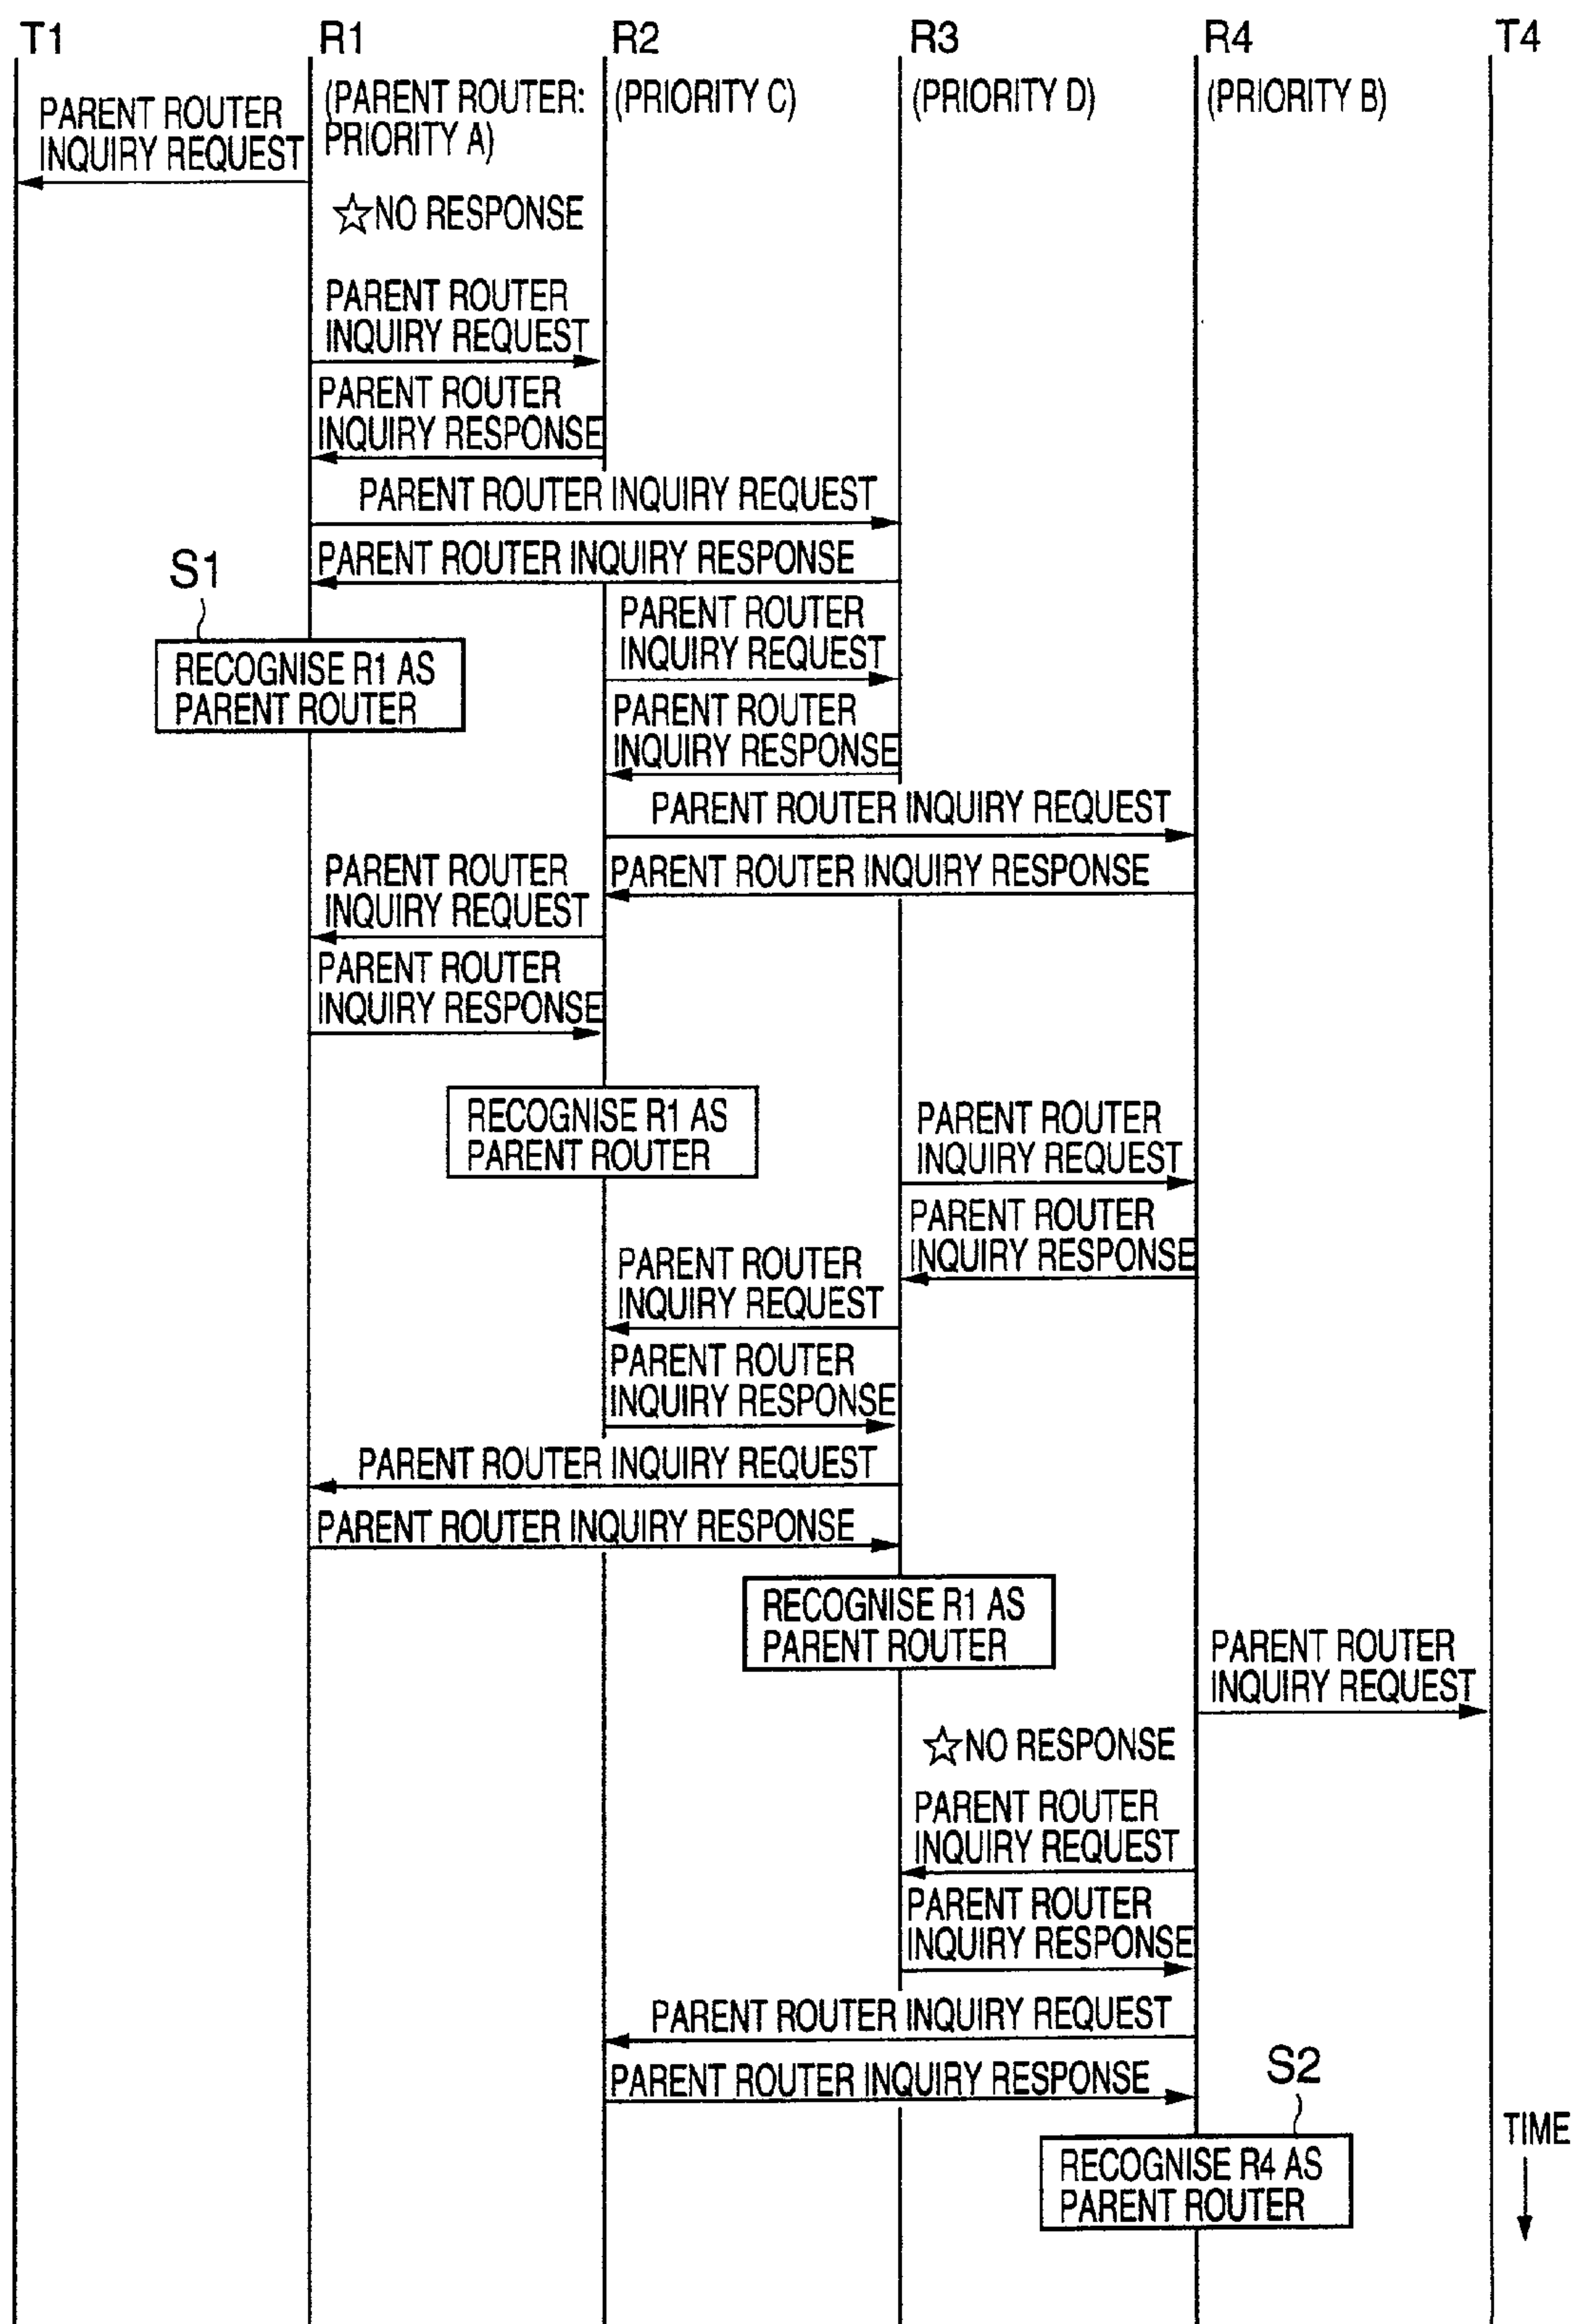 T1
R1
R2
R3
R4
T4
(PARENT ROUTER:
PRIORITY A)
(PRIORITY C)
(PRIORITY D)
(PRIORITY B)
PARENT ROUTER
INQUIRY REQUEST
☆NO RESPONSE
PARENT ROUTER
INQUIRY REQUEST
PARENT ROUTER
INQUIRY RESPONSE
PARENT ROUTER INQUIRY REQUEST
PARENT ROUTER INQUIRY RESPONSE
S1
RECOGNISE R1 AS
PARENT ROUTER
PARENT ROUTER
INQUIRY REQUEST
PARENT ROUTER
INQUIRY RESPONSE
PARENT ROUTER INQUIRY REQUEST
PARENT ROUTER INQUIRY RESPONSE
PARENT ROUTER
INQUIRY REQUEST
PARENT ROUTER
INQUIRY RESPONSE
RECOGNISE R1 AS
PARENT ROUTER
PARENT ROUTER
INQUIRY REQUEST
PARENT ROUTER
INQUIRY RESPONSE
PARENT ROUTER
INQUIRY REQUEST
PARENT ROUTER
INQUIRY RESPONSE
PARENT ROUTER INQUIRY REQUEST
PARENT ROUTER INQUIRY RESPONSE
RECOGNISE R1 AS
PARENT ROUTER
PARENT ROUTER
INQUIRY REQUEST
☆NO RESPONSE
PARENT ROUTER
INQUIRY REQUEST
PARENT ROUTER
INQUIRY RESPONSE
PARENT ROUTER INQUIRY REQUEST
PARENT ROUTER INQUIRY RESPONSE
S2
RECOGNISE R4 AS
PARENT ROUTER
TIME